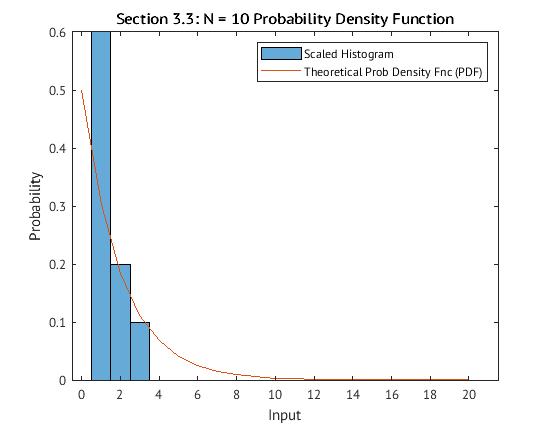 Section 3.3: N = 10 Probability Density Function
0.6
0.5
0.4
0.3
0.2
0.1
0
Probability
Scaled Histogram
Theoretical Prob Density Fnc (PDF)
0 2 4 6 8 10 12 14 16 18 20
Input